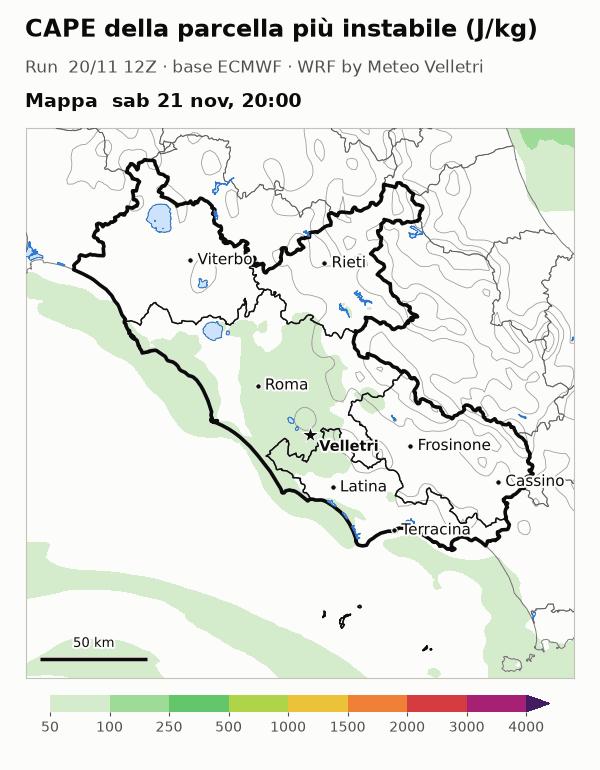 CAPE della parcella più instabile (J/kg)
Run  20/11 12Z · base ECMWF · WRF by Meteo Velletri
Mappa  sab 21 nov, 20:00
Viterbo
Rieti
Roma
Velletri
Frosinone
Latina
Cassino
Terracina
50 km
50 100 250 500 1000 1500 2000 3000 4000